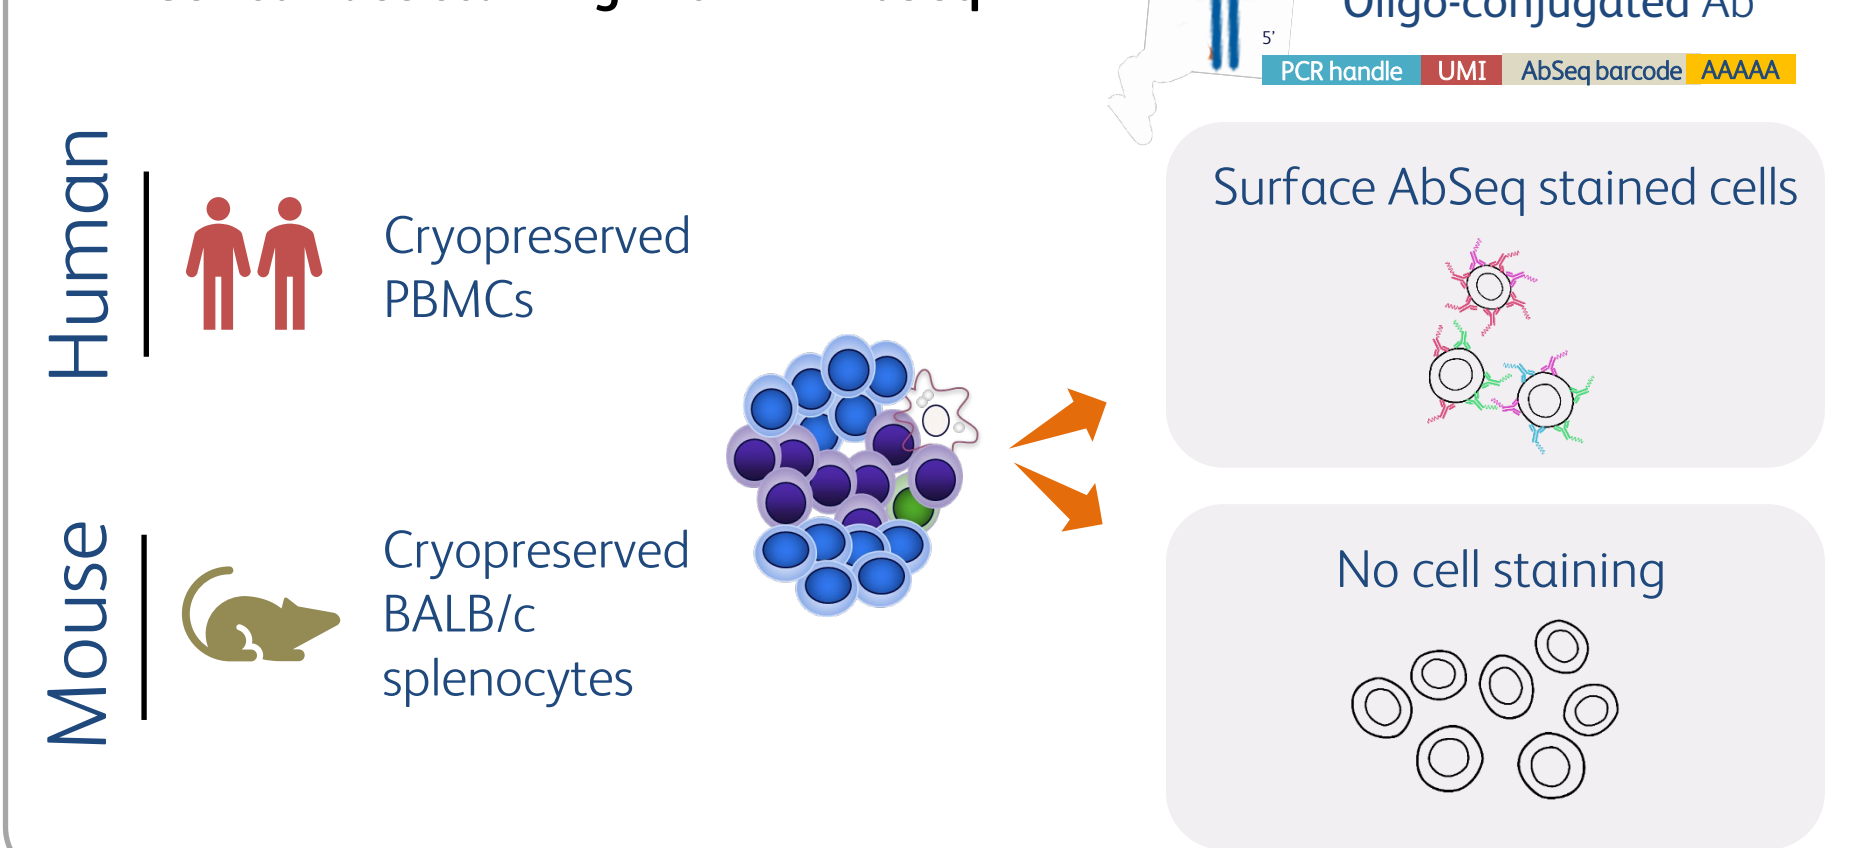 Oligo-conjugated Ab
5'
PCR handle UMI AbSeq barcode AAAAA
Human
Cryopreserved
PBMCs
Surface AbSeq stained cells
Mouse
Cryopreserved
BALB/c
splenocytes
No cell staining